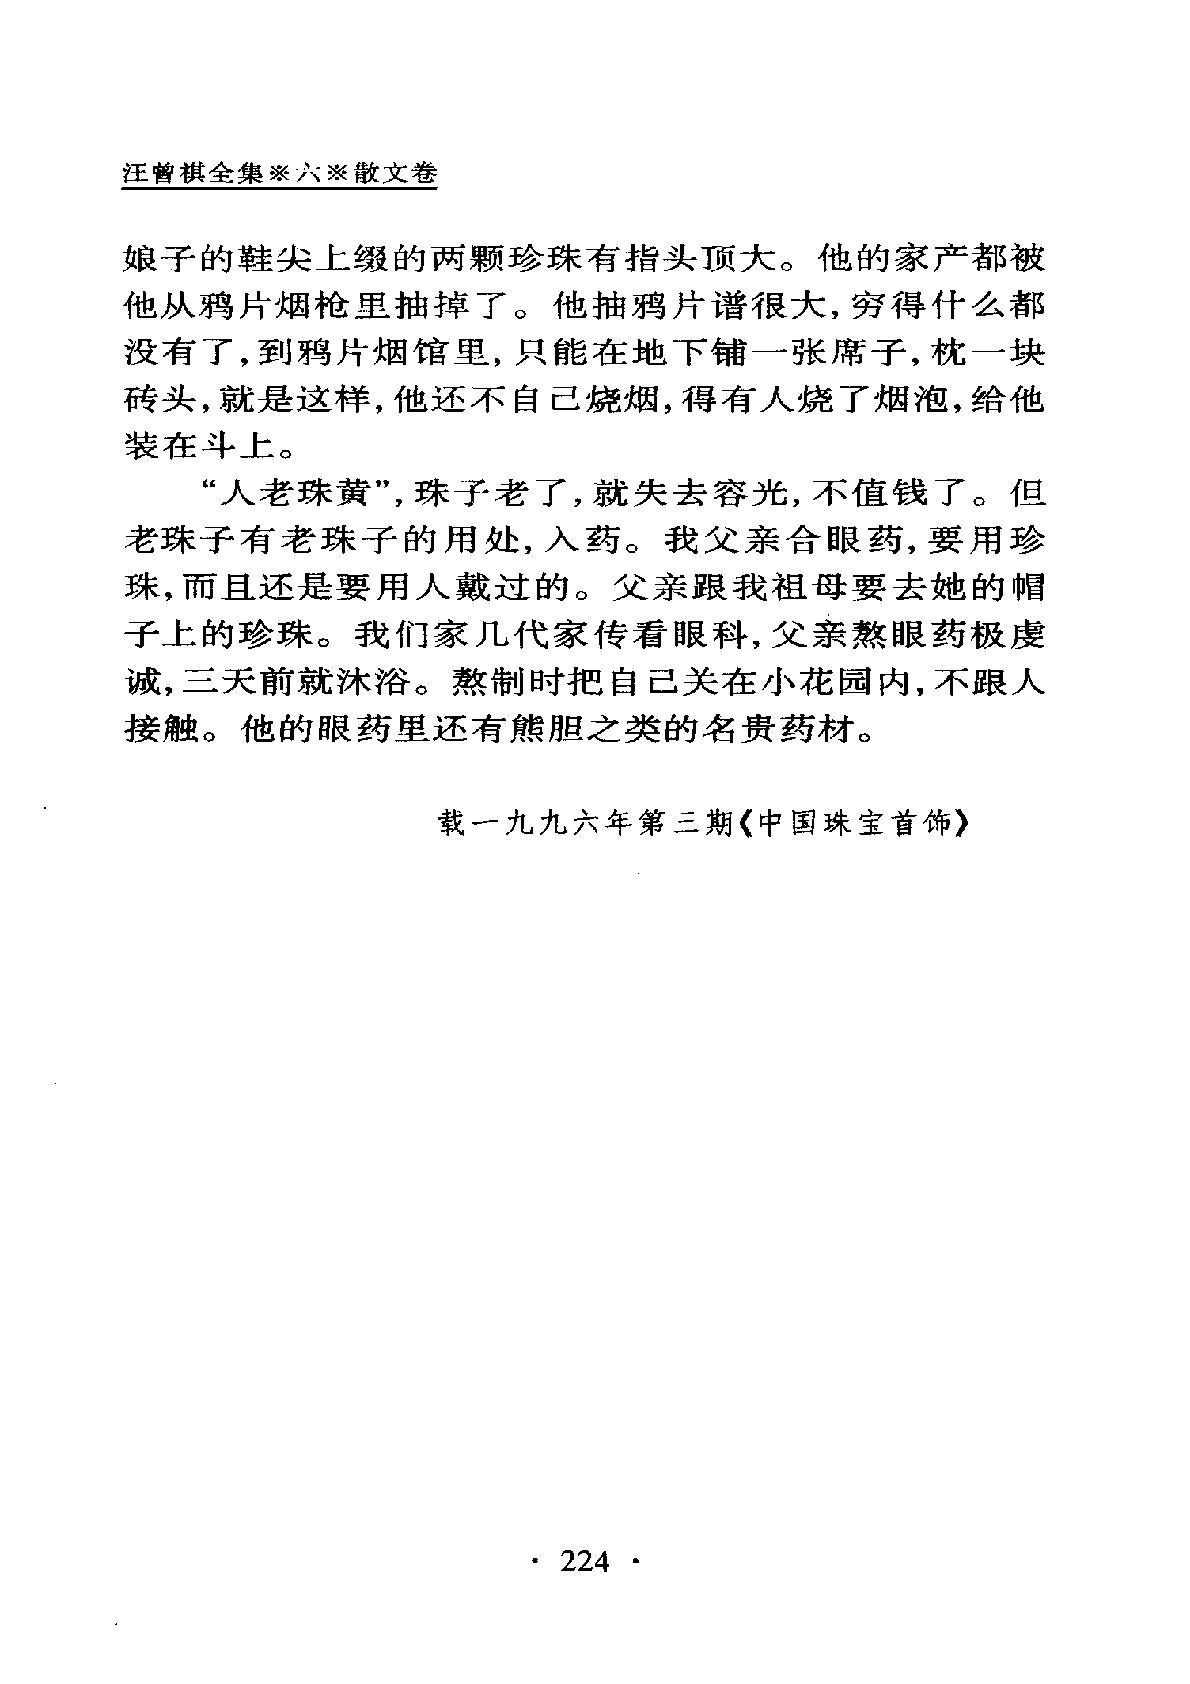 汪曾祺全集※六※散文卷
娘子的鞋尖上缀的两颗珍珠有指头顶大。他的家产都被
他从鸦片烟枪里抽掉了。他抽鸦片谱很大,穷得什么都
没有了,到鸦片烟馆里,只能在地下铺一张席子,枕一块
砖头,就是这样,他还不自己烧烟,得有人烧了烟泡,给他
装在斗上。
“人老珠黄”,珠子老了,就失去容光,不值钱了。但
老珠子有老珠子的用处,入药。我父亲合眼药,要用珍
珠,而且还是要用人戴过的。父亲跟我祖母要去她的帽
子上的珍珠。我们家几代家传看眼科,父亲熬眼药极虔
诚,三天前就沐浴。熬制时把自己关在小花园内,不跟人
接触。他的眼药里还有熊胆之类的名贵药材。
载一九九六年第三期《中国珠宝首饰》
· 224 ·